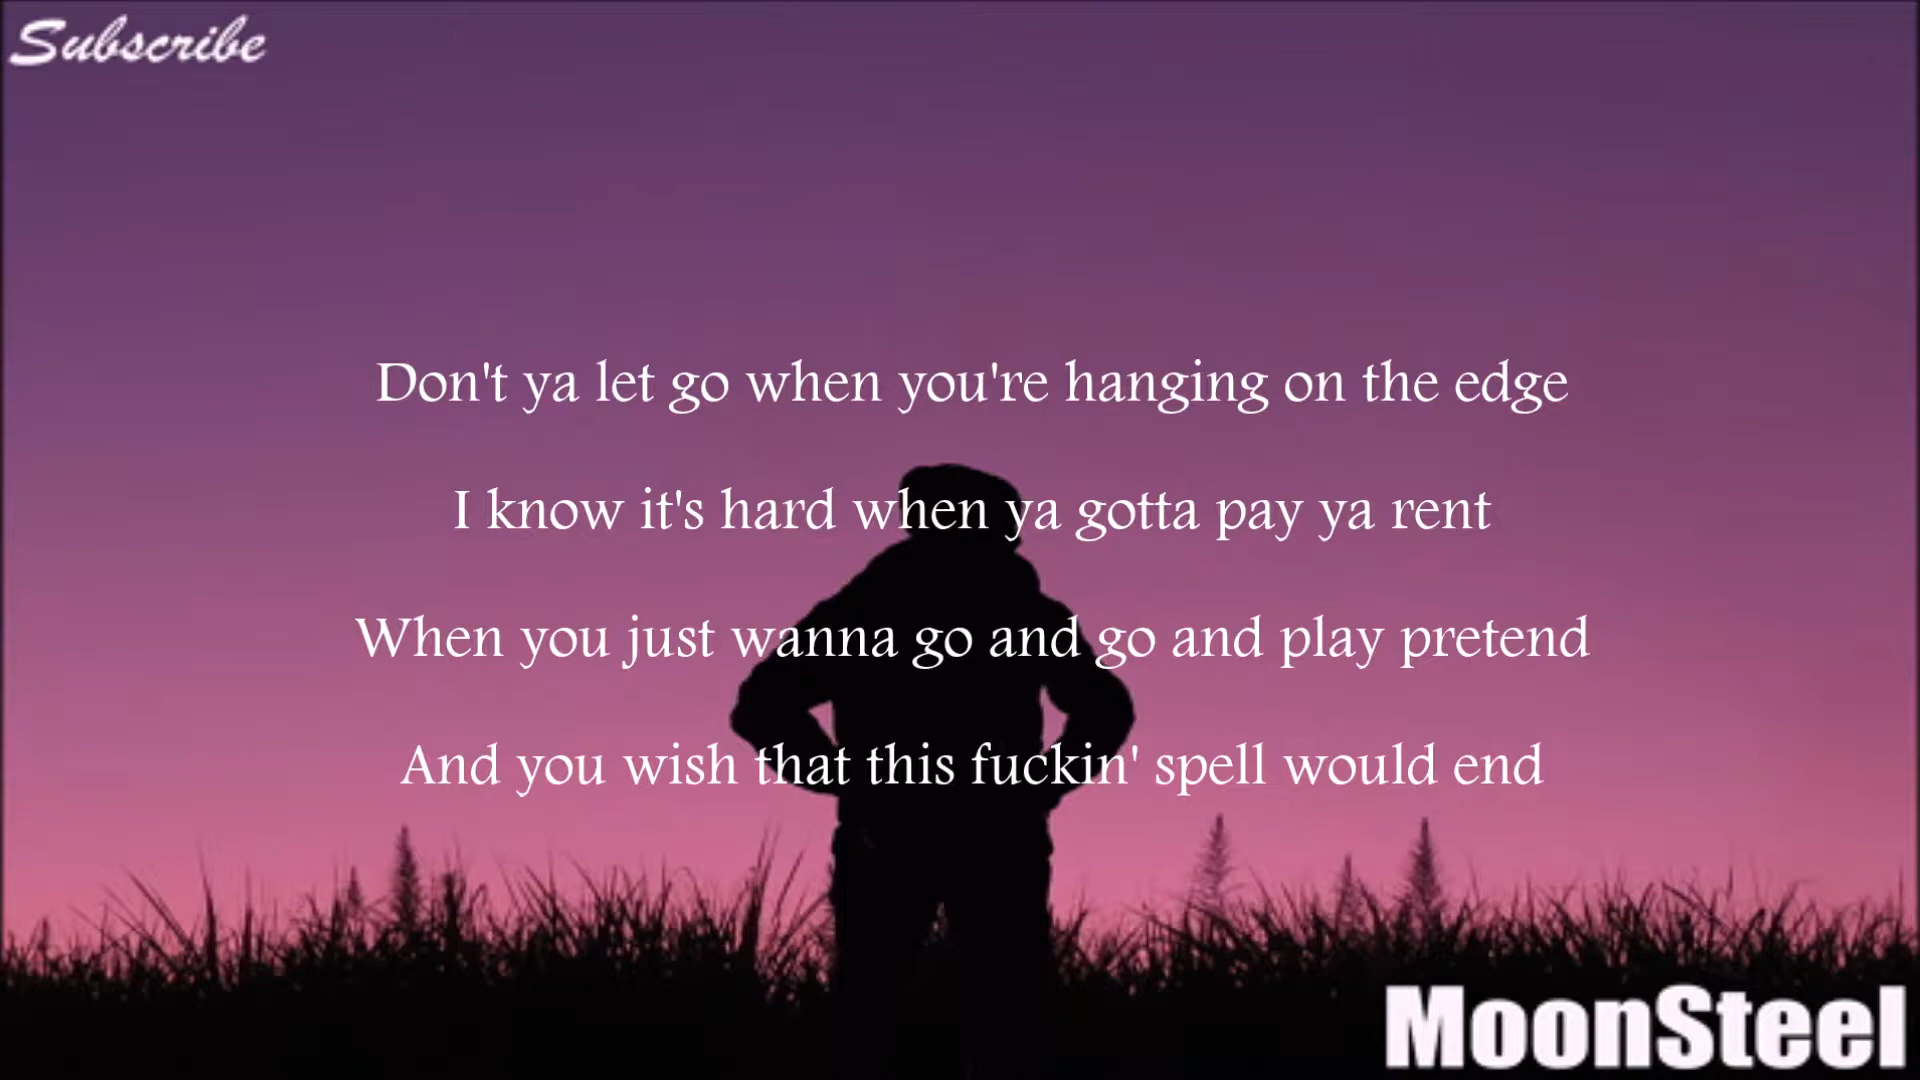 Subscribe
Don't ya let go when you're hanging on the edge
I know it's hard when ya gotta pay ya rent
When you just wanna go and go and play pretend
And you wish that this fuckin' spell would end
MoonSteel